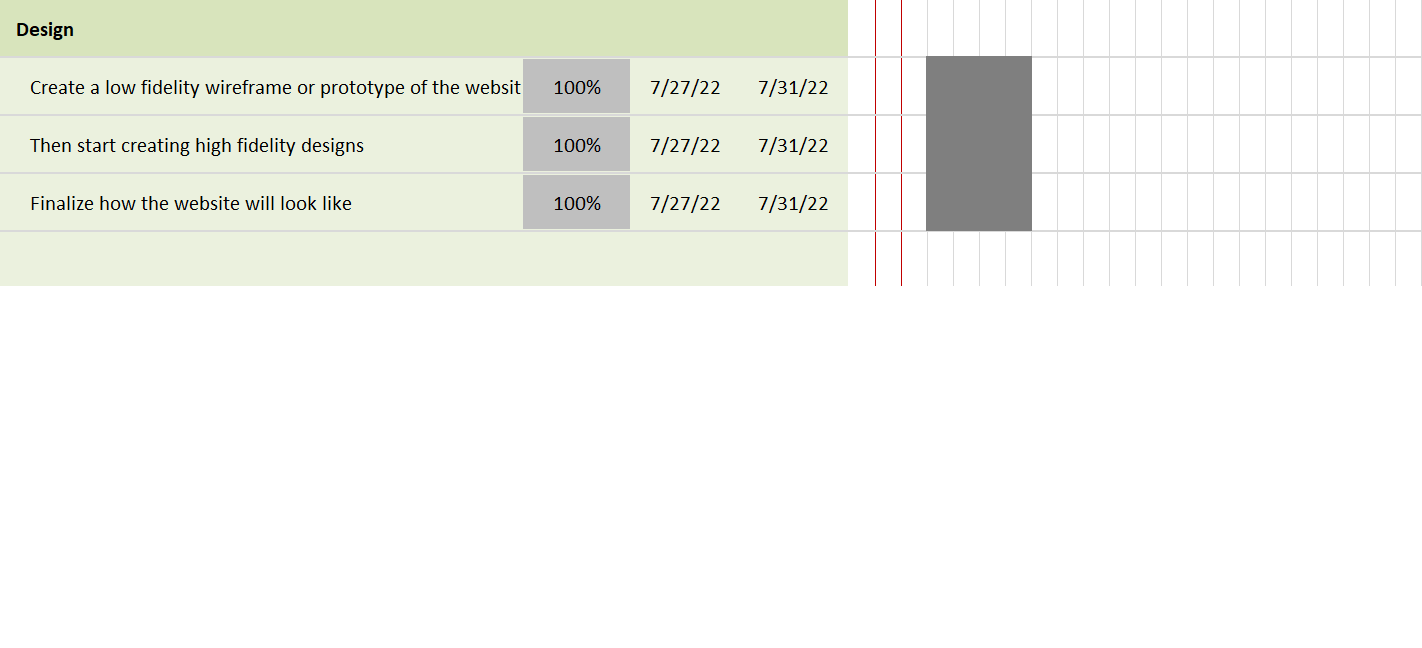 Design
Create a low fidelity wireframe or prototype of the websit 100% 7/27/22 7/31/22
Then start creating high fidelity designs 100% 7/27/22 7/31/22
Finalize how the website will look like 100% 7/27/22 7/31/22